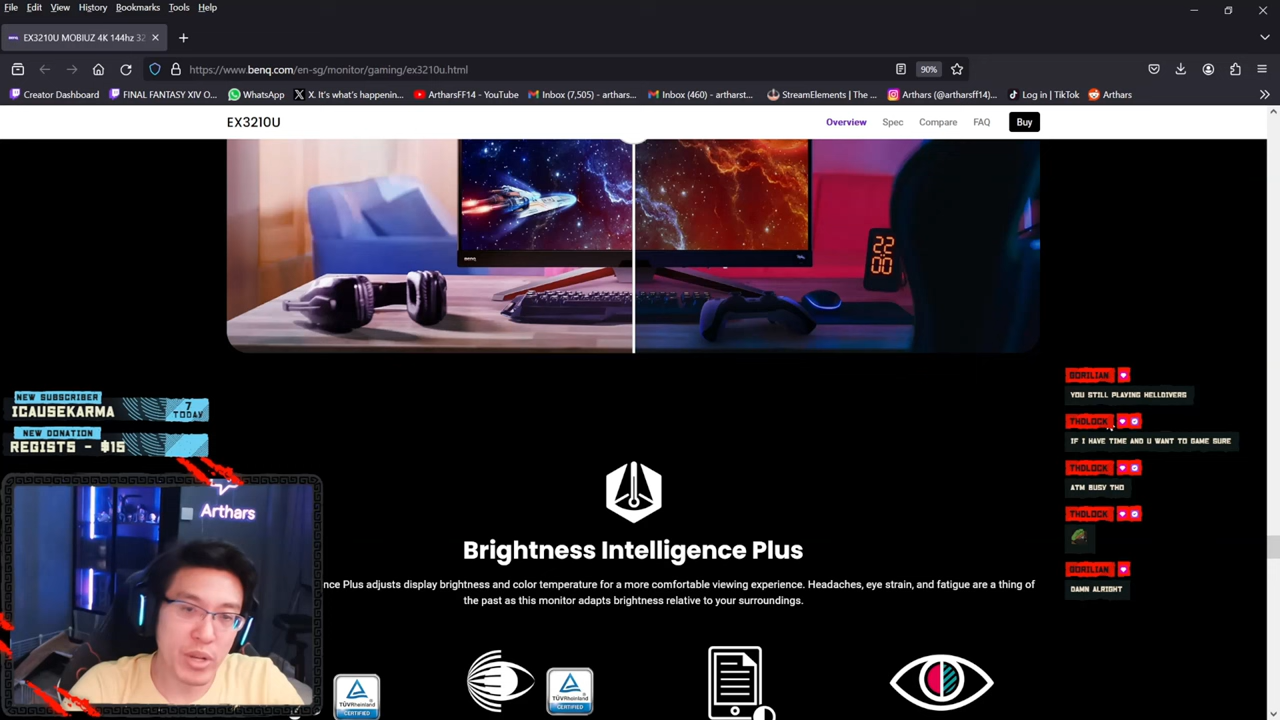 File Edit View History Bookmarks Tools Help
EX3210U MOBIUZ 4K 144hz 32
https://www.benq.com/en-sg/monitor/gaming/ex3210u.html
90%
Creator Dashboard
FINAL FANTASY XIV O...
WhatsApp
X. It's what's happenin...
ArtharsFF14 - YouTube
Inbox (7,505) - arthars...
Inbox (460) - artharst...
StreamElements | The ...
Arthars (@artharsff14)...
Log in | TikTok
Arthars
EX3210U
Overview
Spec
Compare
FAQ
Buy
BenQ
22
00
GORILIAN
YOU STILL PLAYING HELLDIVERS
THDLOCK
IF I HAVE TIME AND U WANT TO GAME SURE
THDLOCK
ATM BUSY THO
THDLOCK
GORILIAN
DAMN ALRIGHT
NEW SUBSCRIBER
ICAUSEKARMA
7
TODAY
NEW DONATION
REGISTS - $15
Arthars
Brightness Intelligence Plus
nce Plus adjusts display brightness and color temperature for a more comfortable viewing experience. Headaches, eye strain, and fatigue are a thing of
the past as this monitor adapts brightness relative to your surroundings.
TÜVRheinland
CERTIFIED
TÜVRheinland
CERTIFIED